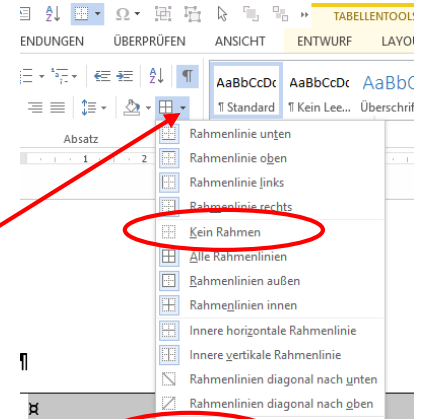 TABELLENTOOLS
ENDUNGEN ÜBERPRÜFEN ANSICHT ENTWURF LAYOU
AaBbCcDc AaBbCcDc AaBbC
¶ Standard ¶ Kein Lee... Überschrif
Absatz
1 2
Rahmenlinie unten
Rahmenlinie oben
Rahmenlinie links
Rahmenlinie rechts
Kein Rahmen
Alle Rahmenlinien
Rahmenlinien außen
Rahmenlinien innen
Innere horizontale Rahmenlinie
Innere vertikale Rahmenlinie
Rahmenlinien diagonal nach unten
Rahmenlinien diagonal nach oben
¶
¤